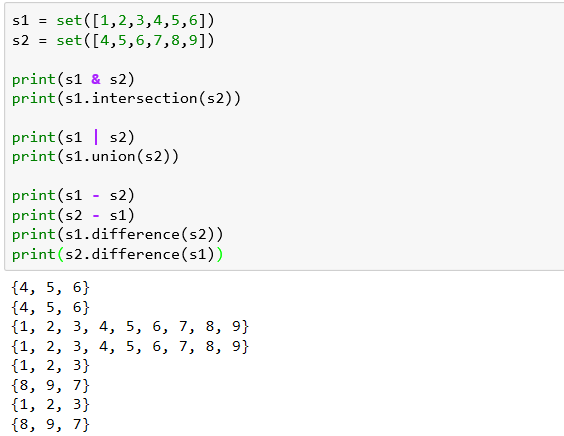 s1 = set([1,2,3,4,5,6])
s2 = set([4,5,6,7,8,9])
print(s1 & s2)
print(s1.intersection(s2))
print(s1 | s2)
print(s1.union(s2))
print(s1 - s2)
print(s2 - s1)
print(s1.difference(s2))
print(s2.difference(s1))
{4, 5, 6}
{4, 5, 6}
{1, 2, 3, 4, 5, 6, 7, 8, 9}
{1, 2, 3, 4, 5, 6, 7, 8, 9}
{1, 2, 3}
{8, 9, 7}
{1, 2, 3}
{8, 9, 7}